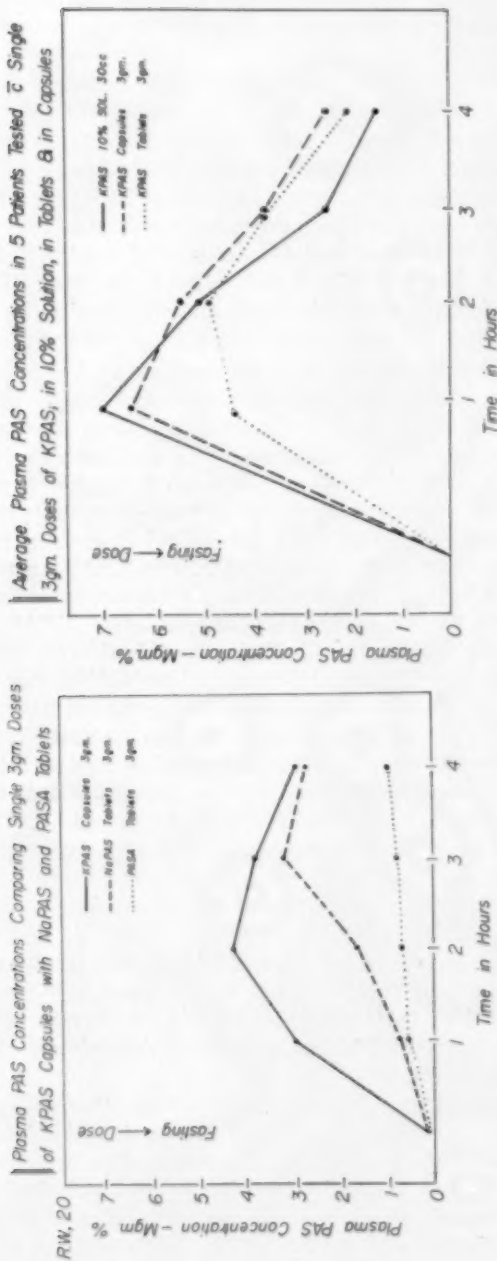 Plasma PAS Concentrations Comparing Single 3gm. Doses
of KPAS Capsules with NaPAS and PASA Tablets
RW, 20
KPAS Capsules 3gm.
NaPAS Tablets 3gm
PASA Tablets 3gm.
Fasting
Dose
Plasma PAS Concentration – Mgm %
7
6
5
4
3
2
1
0
1
2
3
4
Time in Hours
Average Plasma PAS Concentrations in 5 Patients Tested c̄ Single
3gm. Doses of KPAS, in 10% Solution, in Tablets & in Capsules
KPAS 10% SOL. 30cc
KPAS Capsules 3gm.
KPAS Tablets 3gm.
Fasting
Dose
Plasma PAS Concentration – Mgm.%
7
6
5
4
3
2
1
0
1
2
3
4
Time in Hours